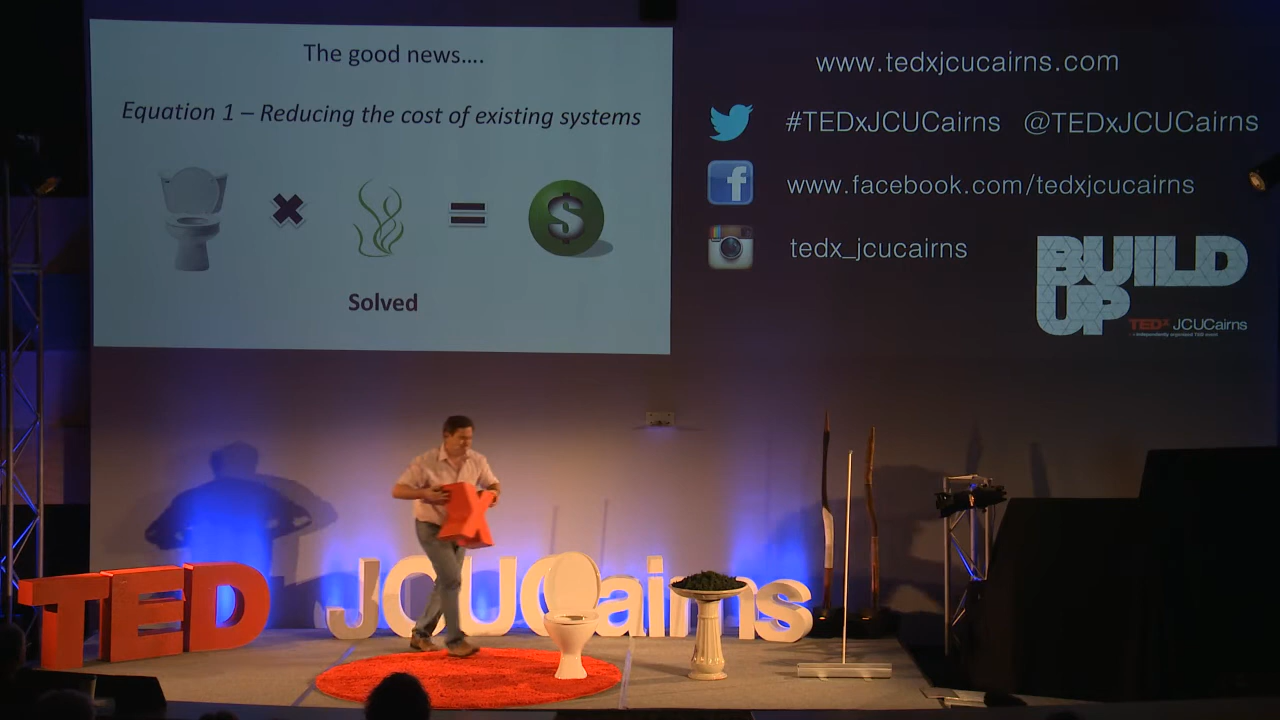 The good news....
Equation 1 – Reducing the cost of existing systems
$
Solved
www.tedxjcucairns.com
#TEDxJCUCairns @TEDxJCUCairns
f www.facebook.com/tedxjcucairns
tedx_jcucairns
BUILD
UP
TEDx JCUCairns
x
TED JCUCairns